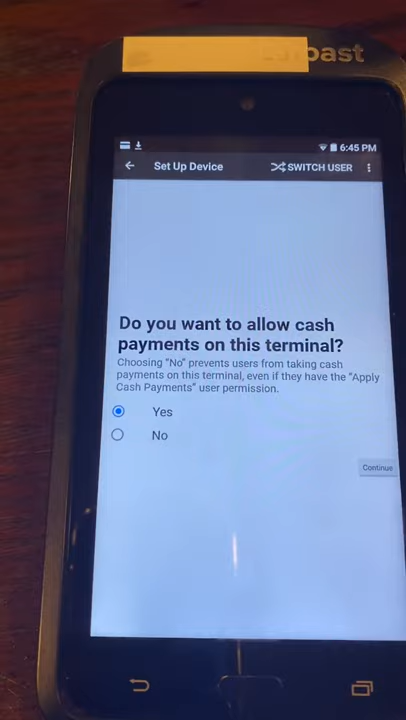 oast
6:45 PM
Set Up Device
SWITCH USER
Do you want to allow cash
payments on this terminal?
Choosing "No" prevents users from taking cash
payments on this terminal, even if they have the "Apply
Cash Payments" user permission.
Yes
No
Continue